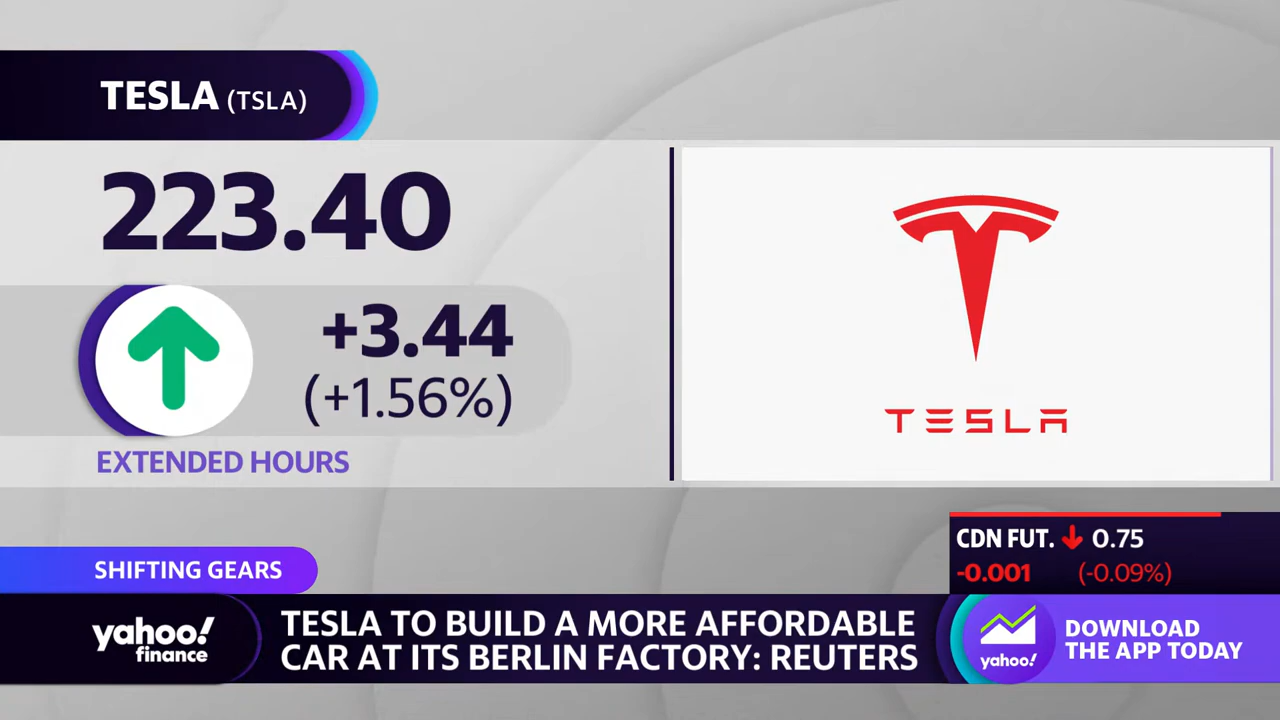 TESLA (TSLA)
223.40
+3.44
(+1.56%)
EXTENDED HOURS
TESLA
CDN FUT. 0.75
-0.001 (-0.09%)
SHIFTING GEARS
yahoo!
finance
TESLA TO BUILD A MORE AFFORDABLE
CAR AT ITS BERLIN FACTORY: REUTERS
yahoo!
DOWNLOAD
THE APP TODAY